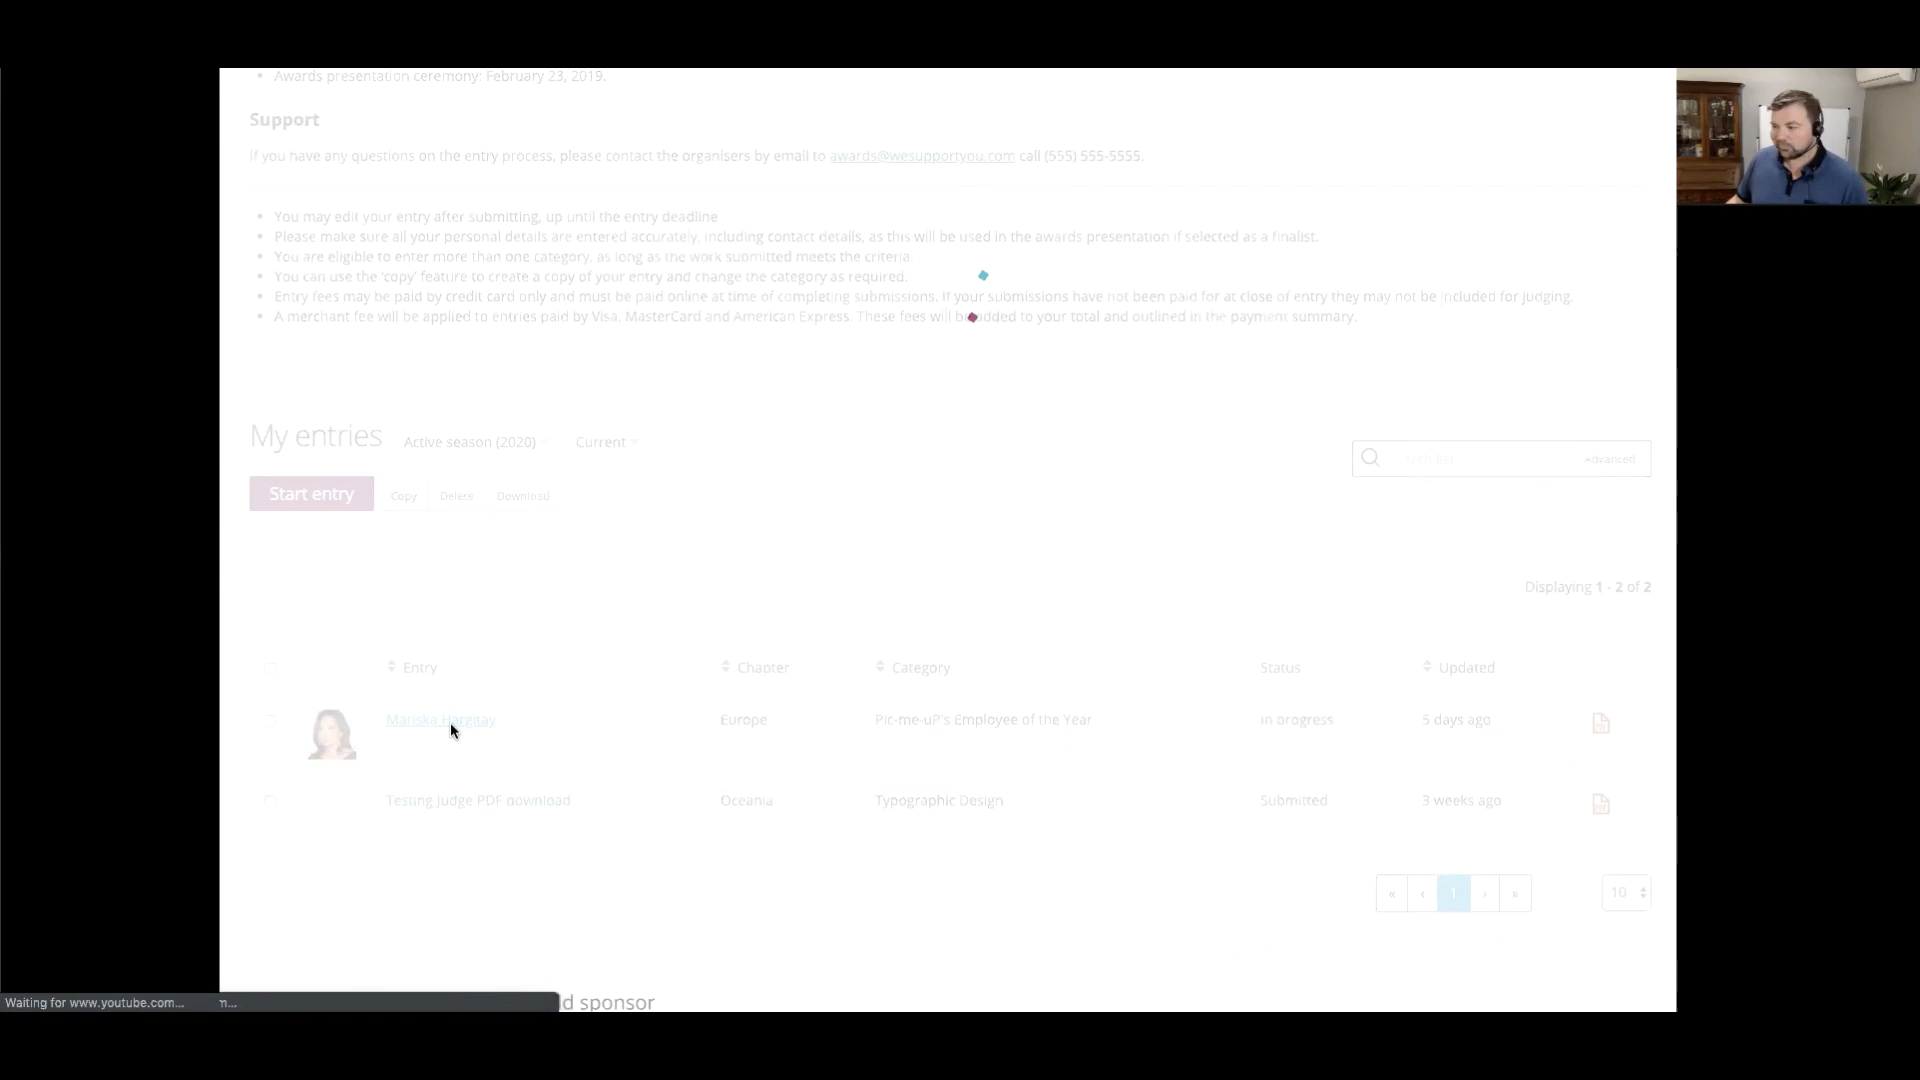 Awards presentation ceremony: February 23, 2019.
Support
If you have any questions on the entry process, please contact the organisers by email to awards@wesupportyou.com call (555) 555-5555.
You may edit your entry after submitting, up until the entry deadline
Please make sure all your personal details are entered accurately, including contact details, as this will be used in the awards presentation if selected as a finalist.
You are eligible to enter more than one category, as long as the work submitted meets the criteria.
You can use the 'copy' feature to create a copy of your entry and change the category as required.
Entry fees may be paid by credit card only and must be paid online at time of completing submissions. If your submissions have not been paid for at close of entry they may not be included for judging.
A merchant fee will be applied to entries paid by Visa, MasterCard and American Express. These fees will be added to your total and outlined in the payment summary.
My entries Active season (2020) Current
list Advanced
Start entry Copy Delete Download
Displaying 1 - 2 of 2
Entry Chapter Category Status Updated
Mariska Hargitay Europe Pic-me-uP's Employee of the Year In progress 5 days ago
Testing Judge PDF download Oceania Typographic Design Submitted 3 weeks ago
« ‹ 1 › » 10
Waiting for www.youtube.com... m... ld sponsor